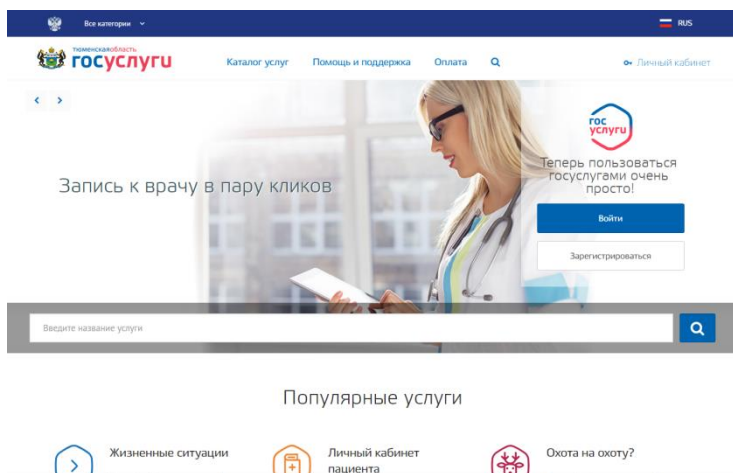 Все категории
RUS
тюменскаяобласть
госуслуги
Каталог услуг
Помощь и поддержка
Оплата
Личный кабинет
гос
услуги
Теперь пользоваться
госуслугами очень
просто!
Запись к врачу в пару кликов
Войти
Зарегистрироваться
Введите название услуги
Популярные услуги
Жизненные ситуации
Личный кабинет
пациента
Охота на охоту?